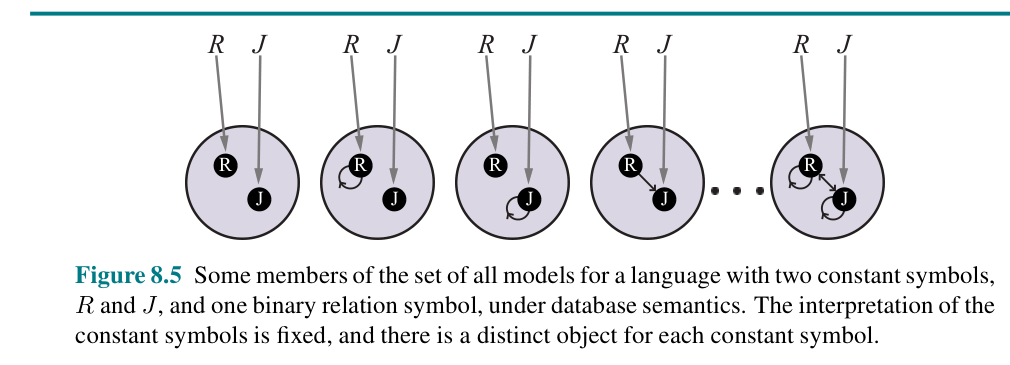 R J R J R J R J R J
R R R R R
J J J J J
Figure 8.5 Some members of the set of all models for a language with two constant symbols,
R and J, and one binary relation symbol, under database semantics. The interpretation of the
constant symbols is fixed, and there is a distinct object for each constant symbol.